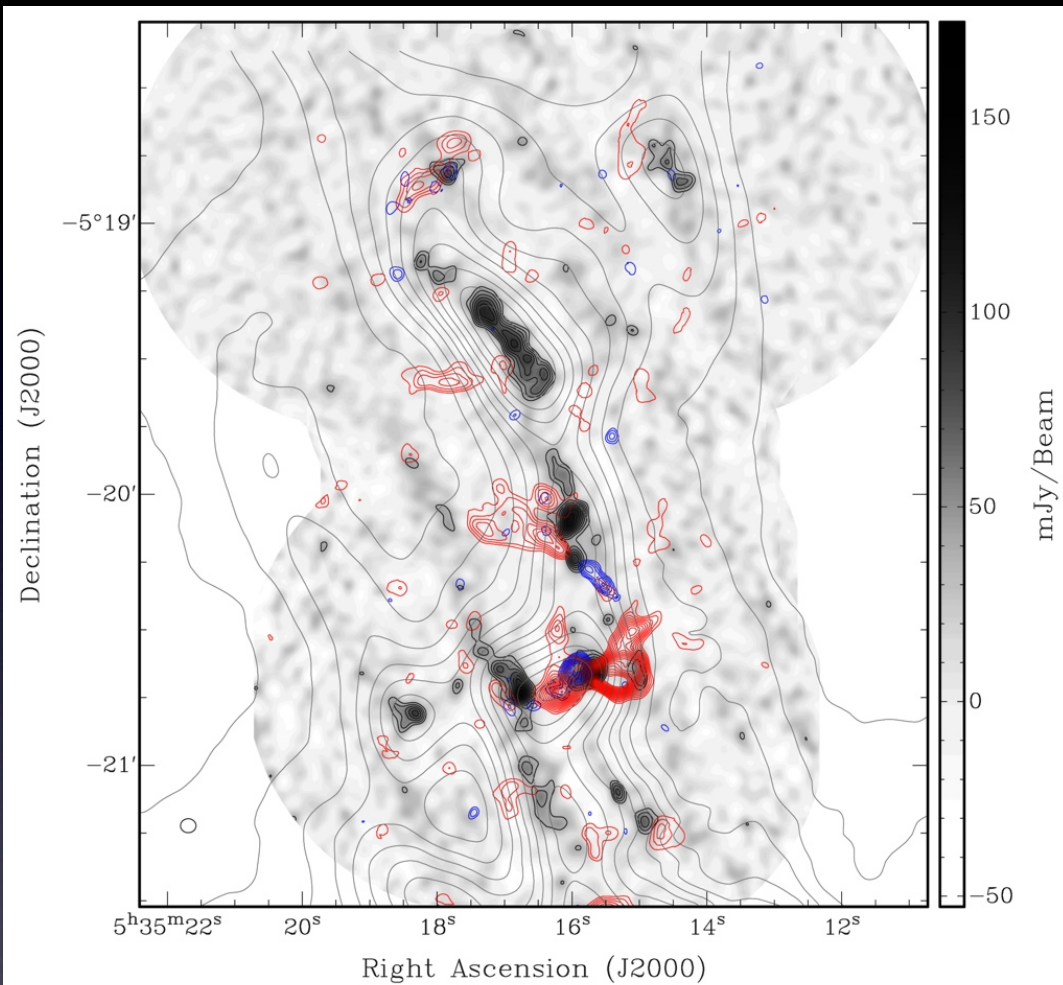 150
100
50
0
−50
mJy/Beam
−5°19′
−20′
−21′
Declination (J2000)
5ʰ35ᵐ22ˢ
20ˢ
18ˢ
16ˢ
14ˢ
12ˢ
Right Ascension (J2000)